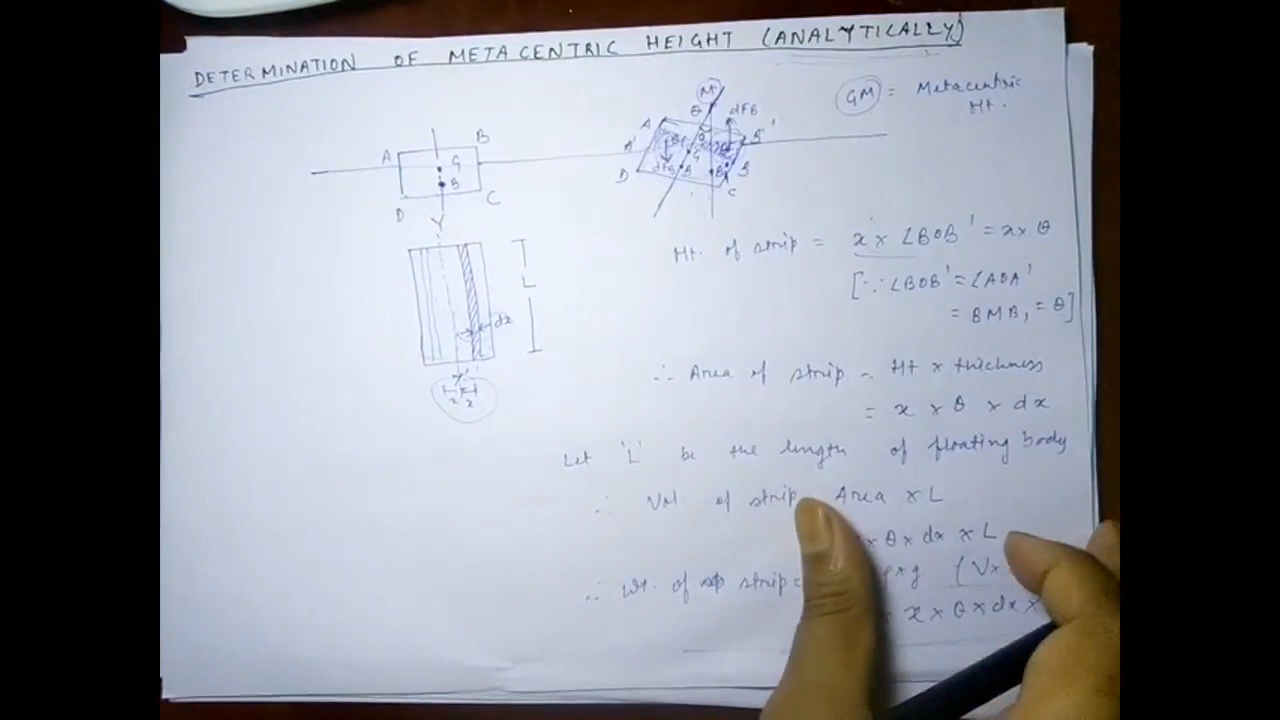 DETERMINATION OF METACENTRIC HEIGHT (ANALYTICALLY)
GM = Metacentric
Ht.
M
θ
dFB
A
B'
A'
O
G
dFB
B
B1
B
D
C
A
B
G
B
D
C
Y
L
dx
Y'
x x
Ht. of strip = x × ∠BOB' = x × θ
[∵ ∠BOB' = ∠AOA'
= BMB1 = θ]
∴ Area of strip = Ht × thickness
= x × θ × dx
Let 'L' be the length of floating body
∴ Vol. of strip Area × L
× θ × dx × L
∴ Wt. of strip = ρ × g (V×
x × θ × dx ×